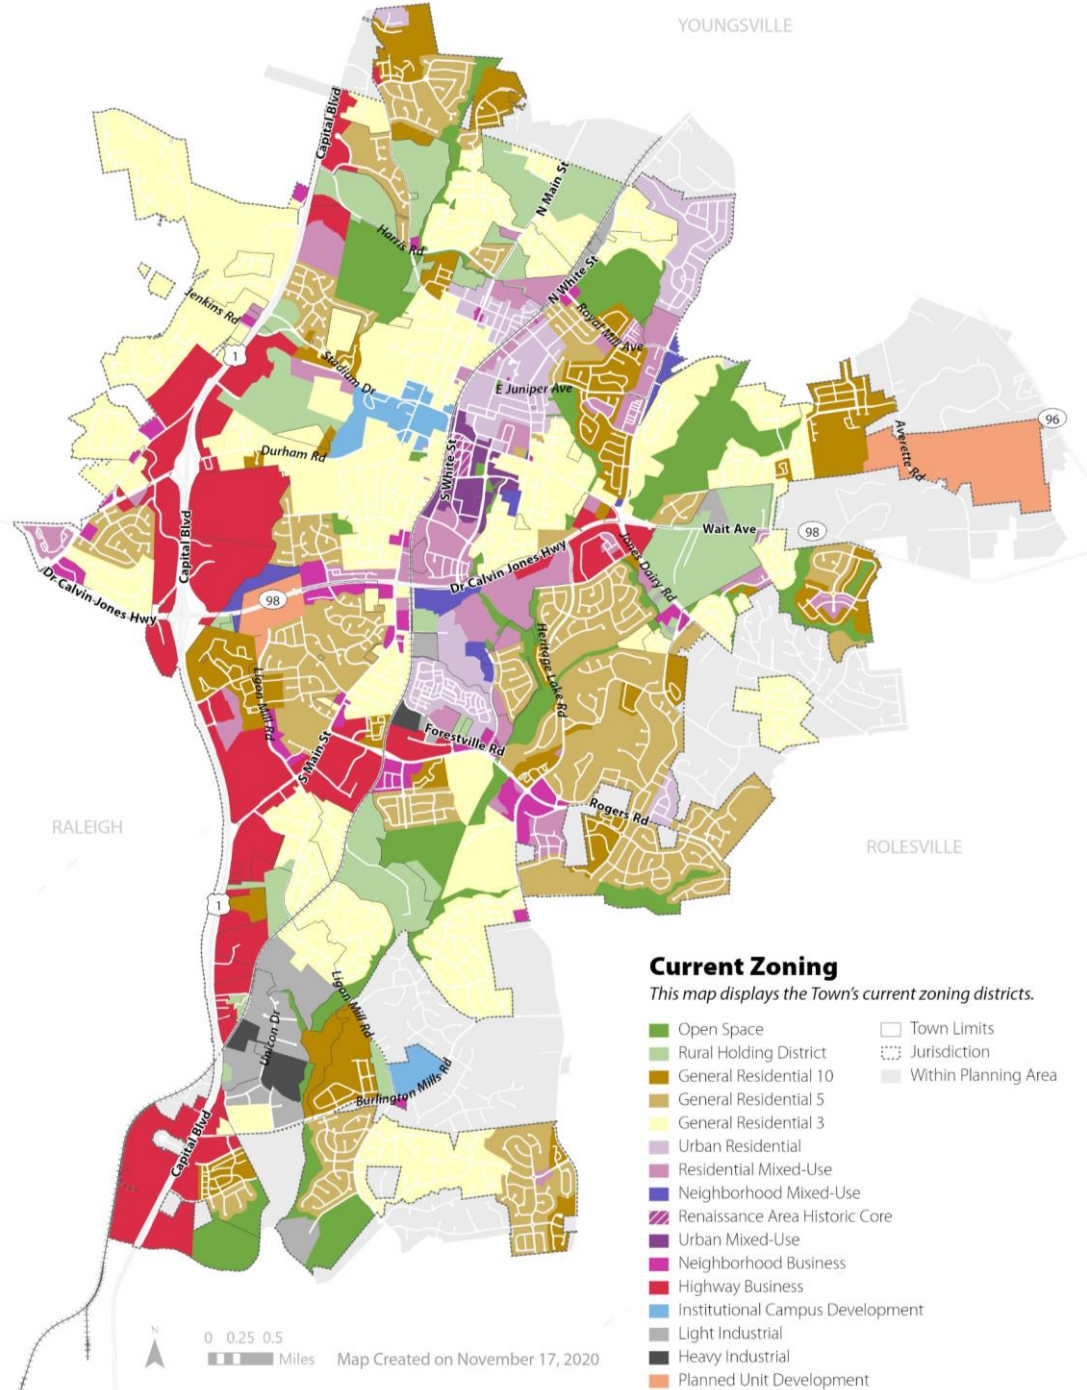 YOUNGSVILLE
Capital Blvd
N Main St
Harris Rd
N White St
Jenkins Rd
Royal Mill Ave
1
Stadium Dr
E Juniper Ave
96
Averette Rd
Durham Rd
S White St
Wait Ave
98
Capital Blvd
Dr Calvin Jones Hwy
Jones Dairy Rd
Dr Calvin Jones Hwy
98
Heritage Lake Rd
Ligon Mill Rd
Forestville Rd
S Main St
Rogers Rd
RALEIGH
ROLESVILLE
1
Ligon Mill Rd
Unicon Dr
Burlington Mills Rd
Capital Blvd
Current Zoning
This map displays the Town's current zoning districts.
Open Space
Rural Holding District
General Residential 10
General Residential 5
General Residential 3
Urban Residential
Residential Mixed-Use
Neighborhood Mixed-Use
Renaissance Area Historic Core
Urban Mixed-Use
Neighborhood Business
Highway Business
Institutional Campus Development
Light Industrial
Heavy Industrial
Planned Unit Development
Town Limits
Jurisdiction
Within Planning Area
N
0 0.25 0.5
Miles
Map Created on November 17, 2020